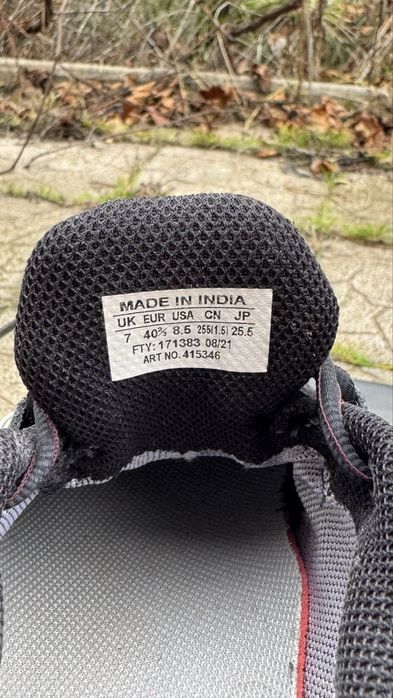 MADE IN INDIA
UK EUR USA CN JP
7 40⅔ 8.5 255(1.5) 25.5
FTY: 171383 08/21
ART NO. 415346